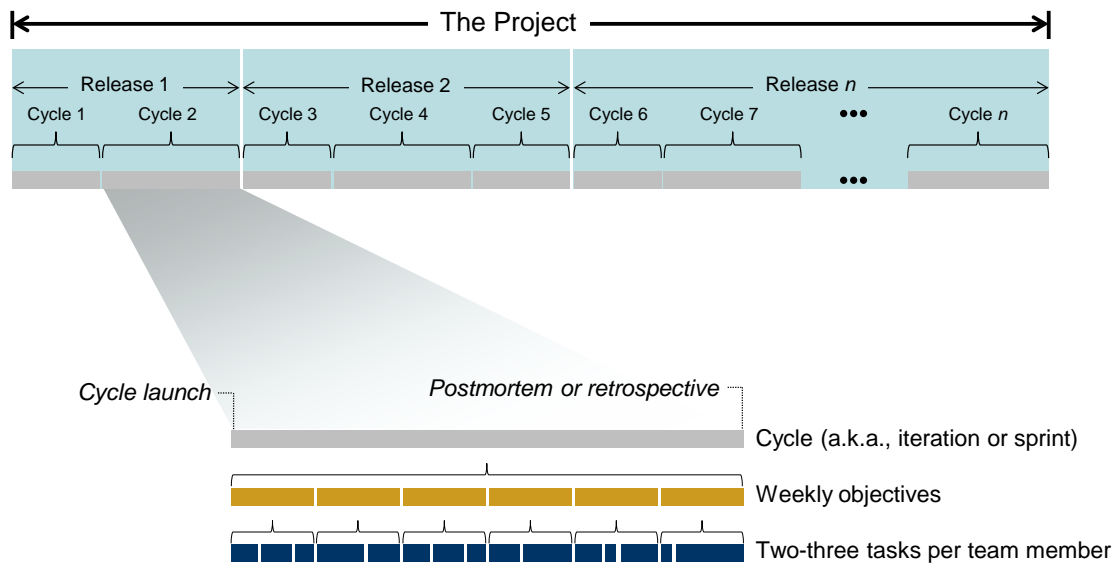 The Project
Release 1
Release 2
Release n
Cycle 1
Cycle 2
Cycle 3
Cycle 4
Cycle 5
Cycle 6
Cycle 7
•••
Cycle n
•••
Cycle launch
Postmortem or retrospective
Cycle (a.k.a., iteration or sprint)
Weekly objectives
Two-three tasks per team member